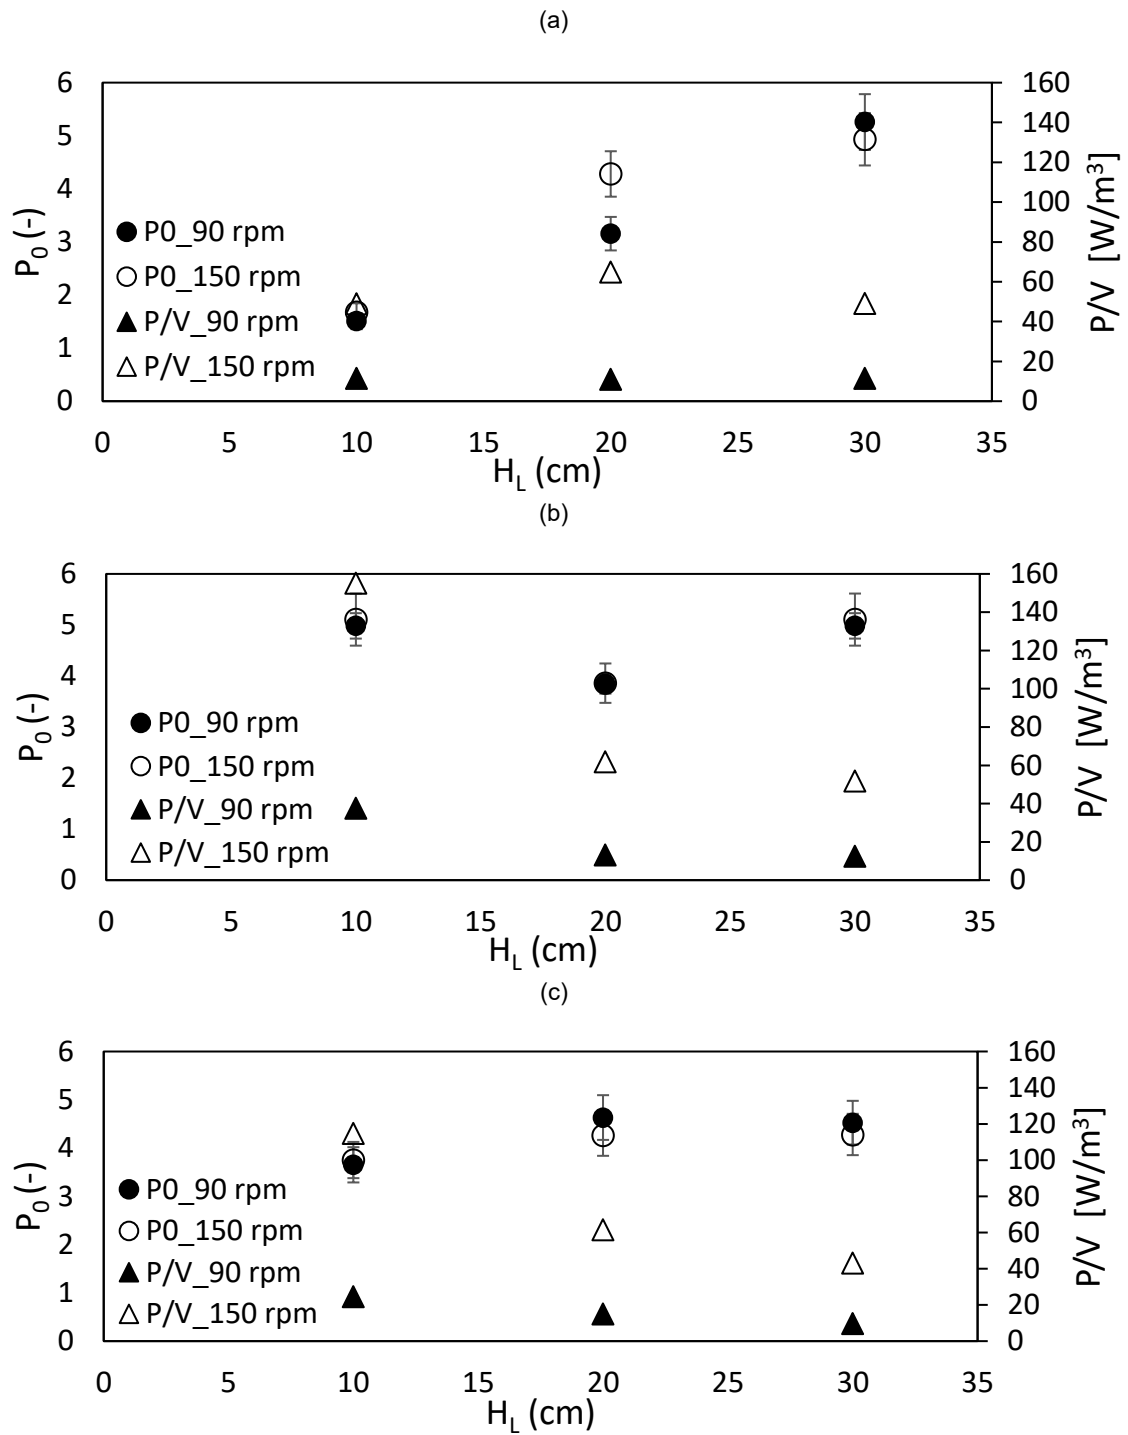 (a)
6
5
4
3
2
1
0
P₀ (-)
P0_90 rpm
P0_150 rpm
P/V_90 rpm
P/V_150 rpm
160
140
120
100
80
60
40
20
0
P/V [W/m³]
0 5 10 15 20 25 30 35
H_L (cm)
(b)
6
5
4
3
2
1
0
P₀ (-)
P0_90 rpm
P0_150 rpm
P/V_90 rpm
P/V_150 rpm
160
140
120
100
80
60
40
20
0
P/V [W/m³]
0 5 10 15 20 25 30 35
H_L (cm)
(c)
6
5
4
3
2
1
0
P₀ (-)
P0_90 rpm
P0_150 rpm
P/V_90 rpm
P/V_150 rpm
160
140
120
100
80
60
40
20
0
P/V [W/m³]
0 5 10 15 20 25 30 35
H_L (cm)